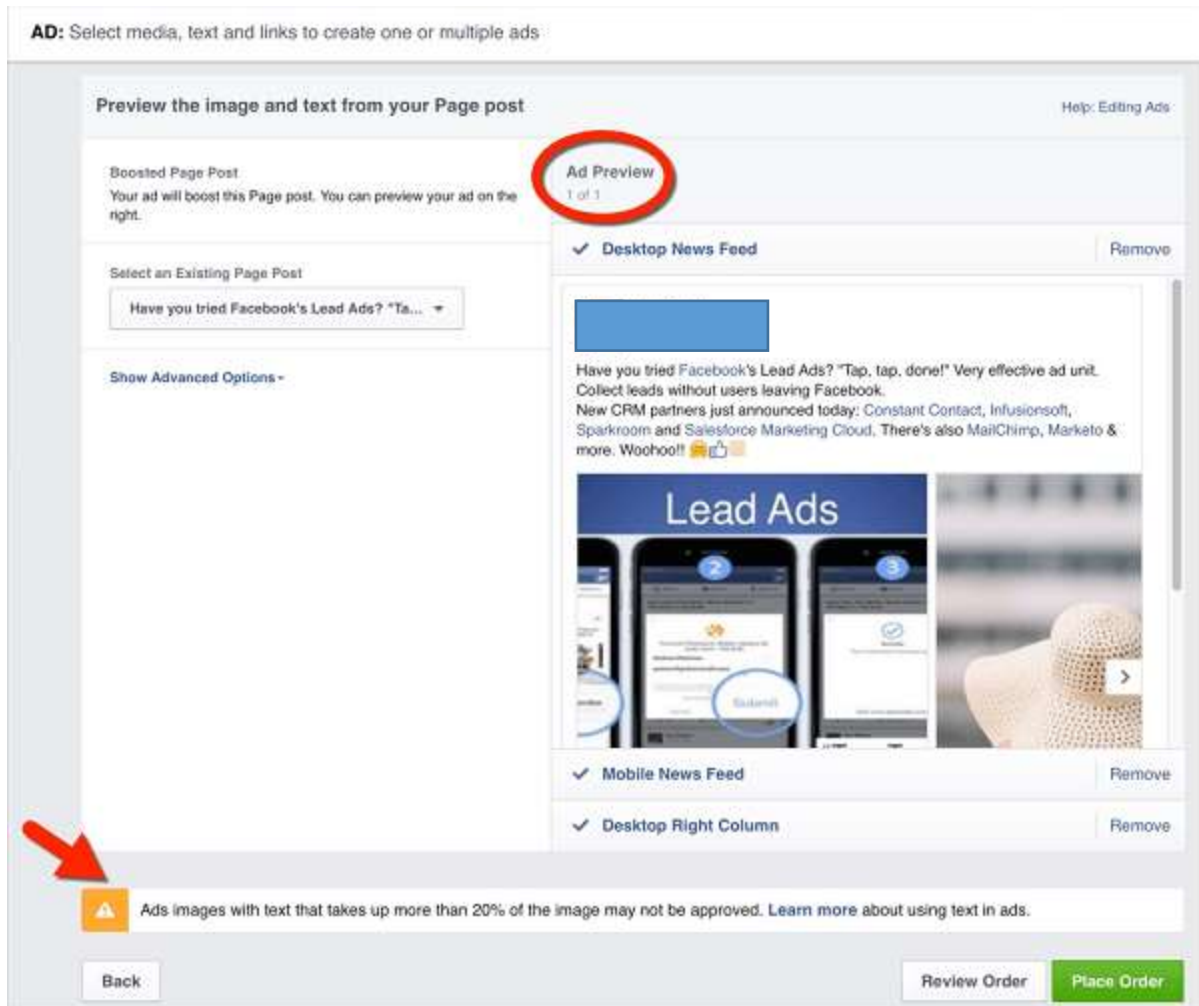 AD: Select media, text and links to create one or multiple ads
Preview the image and text from your Page post
Help: Editing Ads
Boosted Page Post
Your ad will boost this Page post. You can preview your ad on the
right.
Select an Existing Page Post
Have you tried Facebook's Lead Ads? "Ta...
Show Advanced Options
Ad Preview
1 of 1
Desktop News Feed
Remove
Have you tried Facebook's Lead Ads? "Tap, tap, done!" Very effective ad unit.
Collect leads without users leaving Facebook.
New CRM partners just announced today: Constant Contact, Infusionsoft,
Sparkroom and Salesforce Marketing Cloud. There's also MailChimp, Marketo &
more. Woohoo!!
Lead Ads
2
3
Submit
Mobile News Feed
Remove
Desktop Right Column
Remove
Ads images with text that takes up more than 20% of the image may not be approved. Learn more about using text in ads.
Back
Review Order
Place Order